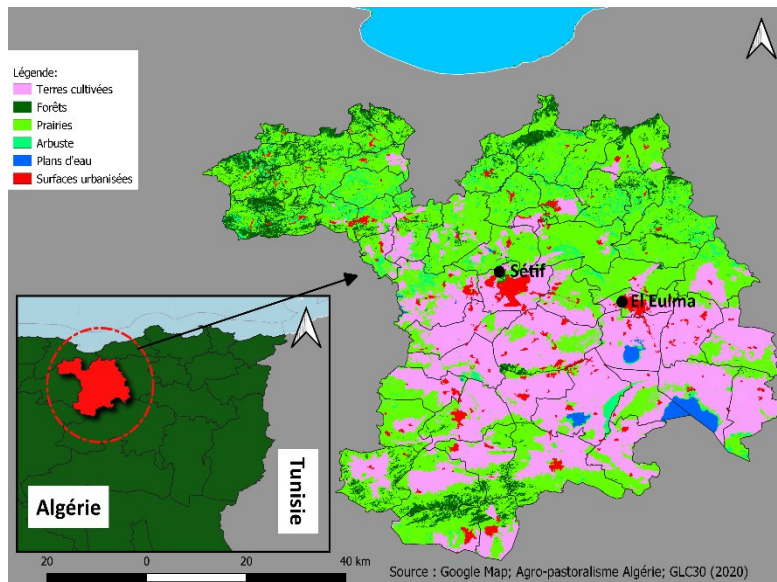 Légende:
Terres cultivées
Forêts
Prairies
Arbuste
Plans d'eau
Surfaces urbanisées
Sétif
El Eulma
Algérie
Tunisie
20 0 20 40 km
Source : Google Map; Agro-pastoralisme Algérie; GLC30 (2020)